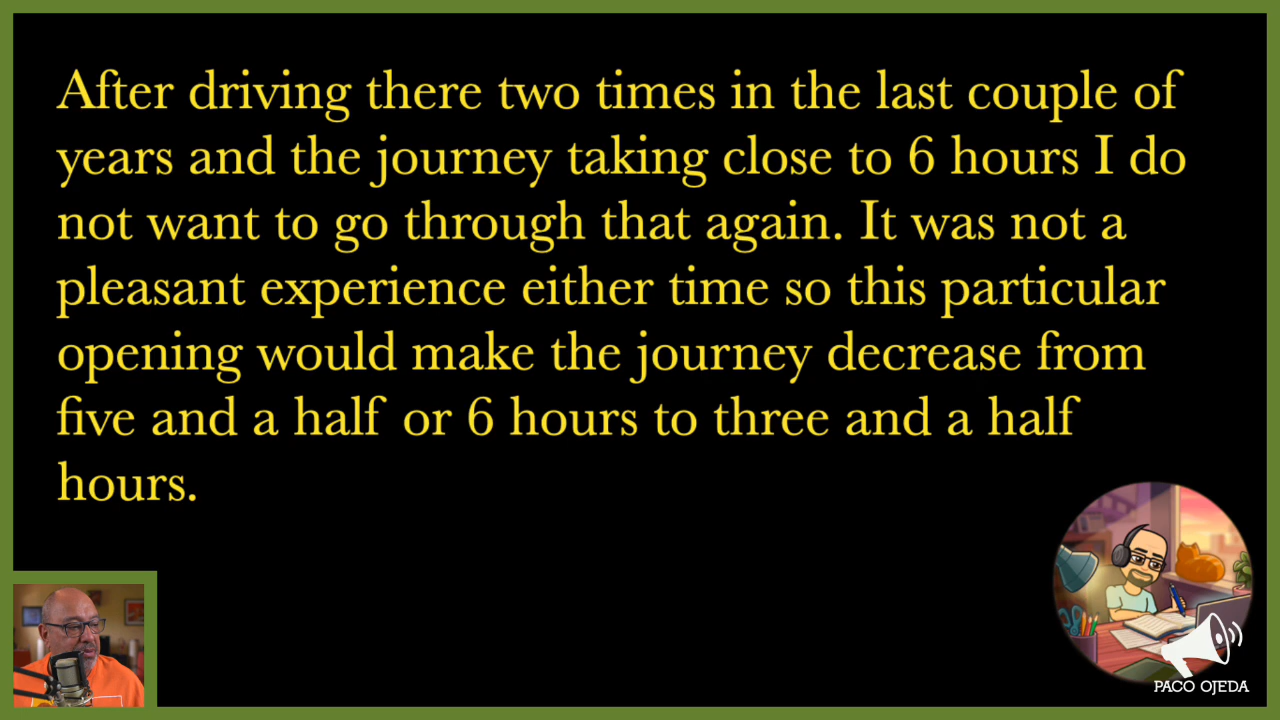 After driving there two times in the last couple of
years and the journey taking close to 6 hours I do
not want to go through that again. It was not a
pleasant experience either time so this particular
opening would make the journey decrease from
five and a half or 6 hours to three and a half
hours.
PACO OJEDA